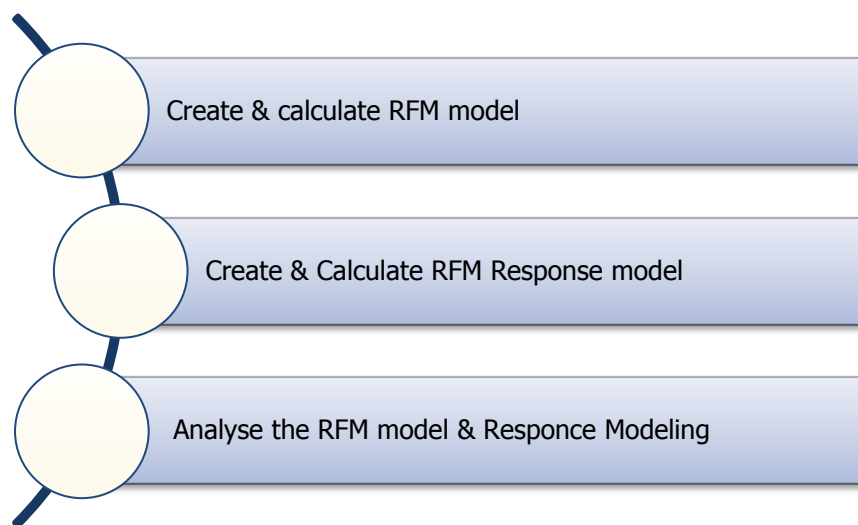 Create & calculate RFM model
Create & Calculate RFM Response model
Analyse the RFM model & Responce Modeling